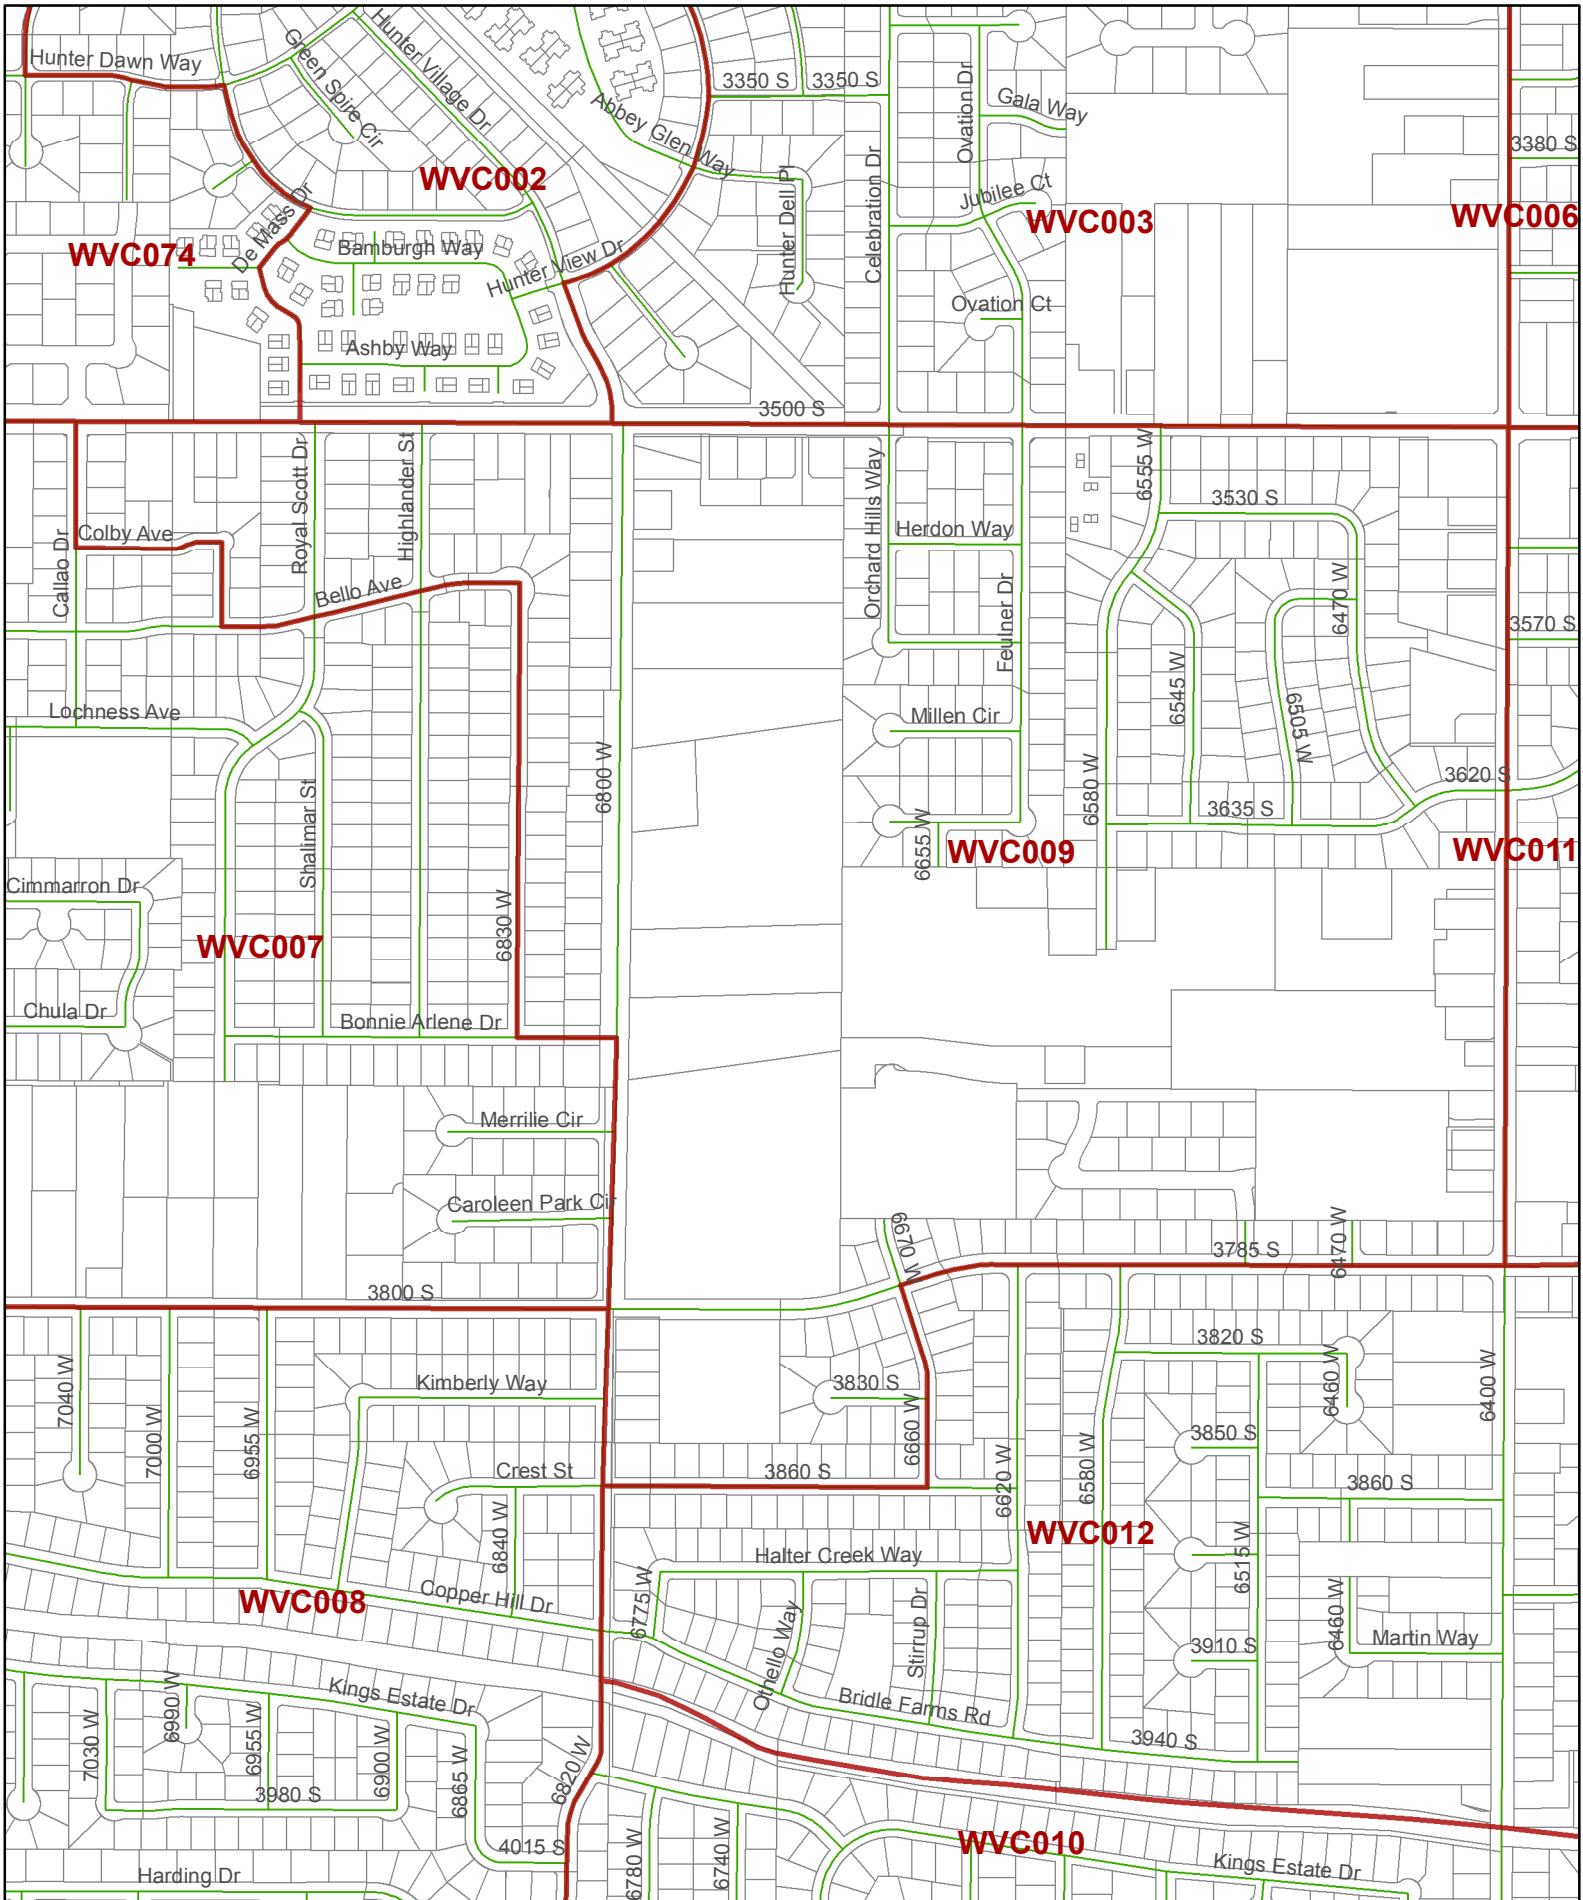 Hunter Dawn Way
Green Spire Cir
Hunter Village Dr
Abbey Glen Way
3350 S
3350 S
Ovation Dr
Gala Way
3380 S
WVC002
De Mass Dr
Hunter Dell Pl
Celebration Dr
Jubilee Ct
WVC003
WVC006
WVC074
Bamburgh Way
Hunter View Dr
Ovation Ct
Ashby Way
3500 S
Royal Scott Dr
Highlander St
Orchard Hills Way
6555 W
3530 S
Callao Dr
Colby Ave
Herdon Way
Bello Ave
Feulner Dr
6470 W
3570 S
Lochness Ave
Millen Cir
6545 W
6505 W
6800 W
6580 W
3620 S
Shalimar St
3635 S
6655 W
WVC009
WVC011
Cimmarron Dr
WVC007
6830 W
Chula Dr
Bonnie Arlene Dr
Merrilie Cir
Caroleen Park Cir
6670 W
3785 S
6470 W
3800 S
3820 S
7040 W
7000 W
6955 W
Kimberly Way
3830 S
6660 W
6460 W
6400 W
3850 S
Crest St
3860 S
6620 W
6580 W
3860 S
6840 W
WVC012
6515 W
Halter Creek Way
WVC008
Copper Hill Dr
6775 W
Othello Way
Stirrup Dr
3910 S
6460 W
Martin Way
Kings Estate Dr
Bridle Farms Rd
3940 S
7030 W
6990 W
6955 W
6900 W
6865 W
6820 W
3980 S
4015 S
6780 W
6740 W
WVC010
Kings Estate Dr
Harding Dr